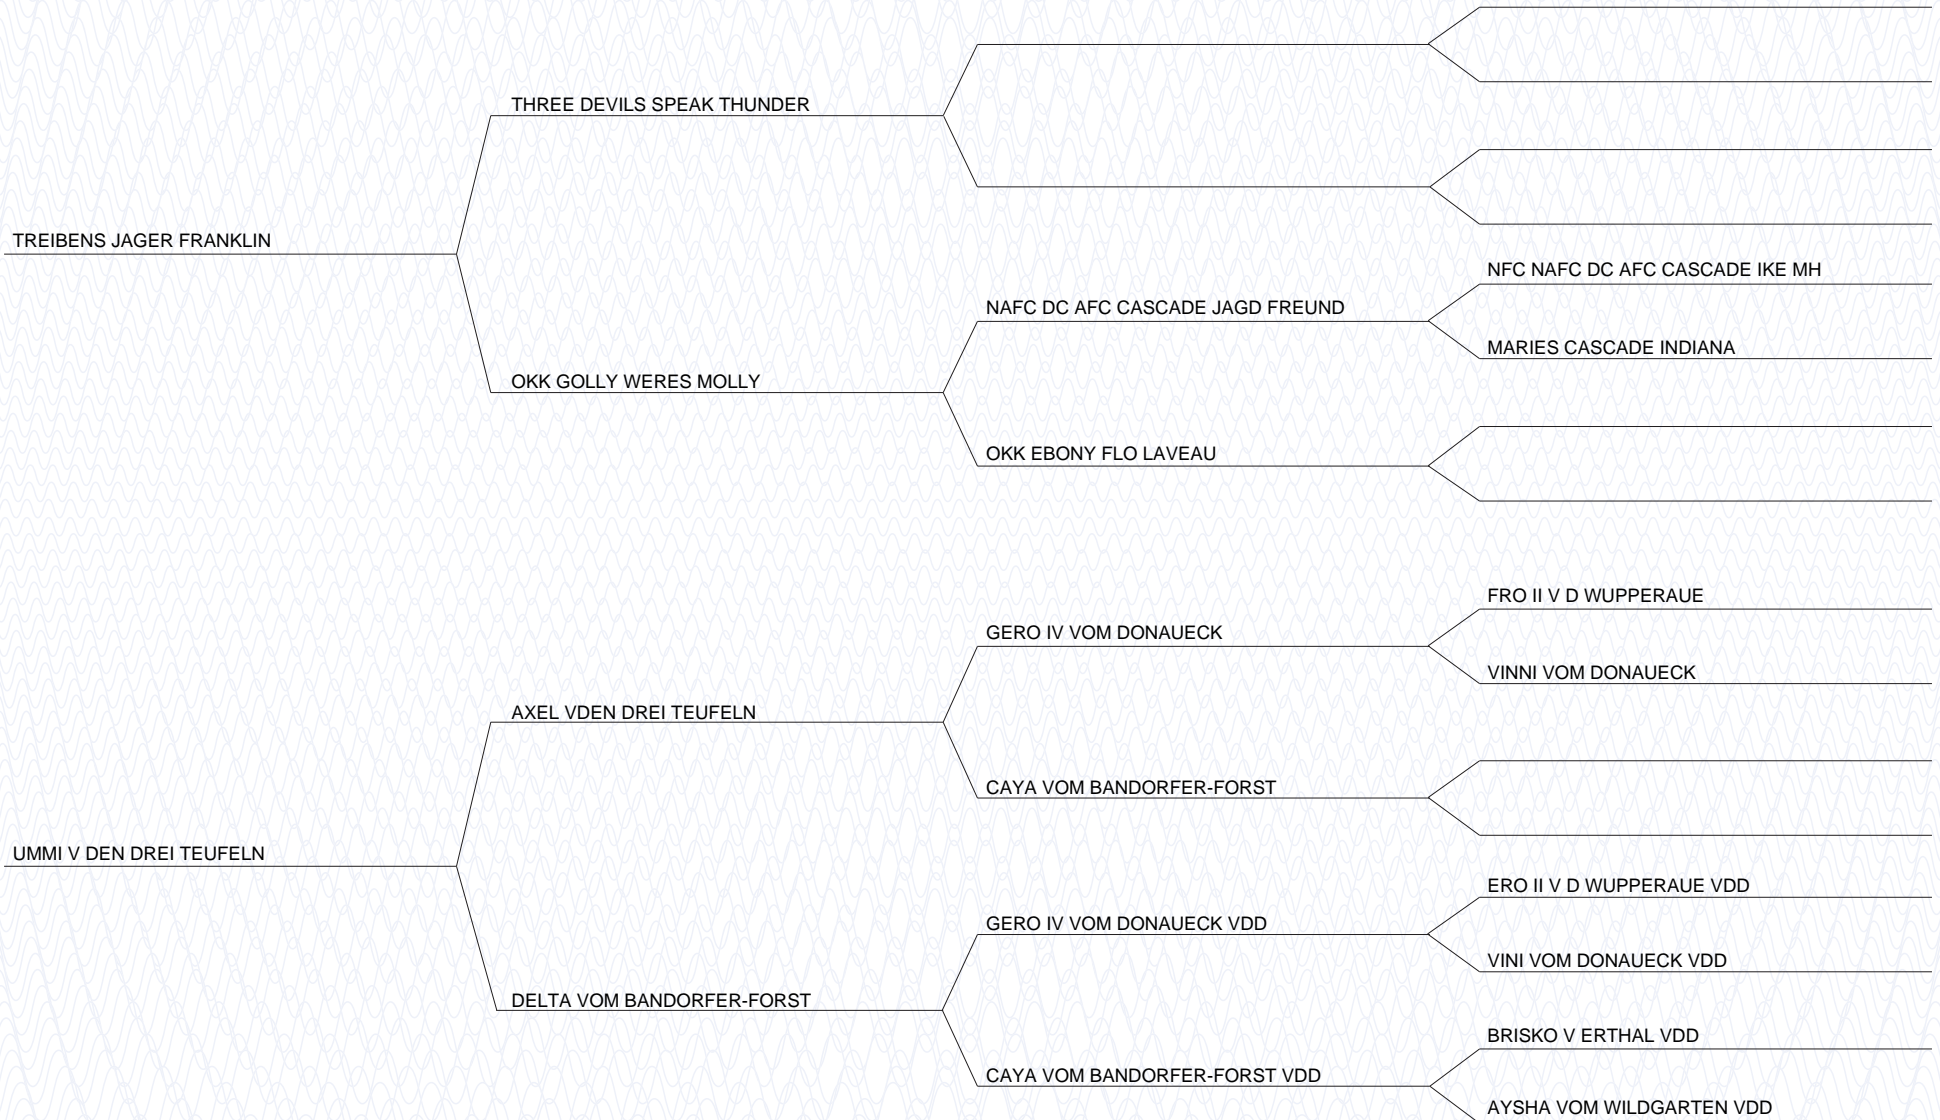 THREE DEVILS SPEAK THUNDER
TREIBENS JAGER FRANKLIN
NFC NAFC DC AFC CASCADE IKE MH
NAFC DC AFC CASCADE JAGD FREUND
MARIES CASCADE INDIANA
OKK GOLLY WERES MOLLY
OKK EBONY FLO LAVEAU
FRO II V D WUPPERAUE
GERO IV VOM DONAUECK
VINNI VOM DONAUECK
AXEL VDEN DREI TEUFELN
CAYA VOM BANDORFER-FORST
UMMI V DEN DREI TEUFELN
ERO II V D WUPPERAUE VDD
GERO IV VOM DONAUECK VDD
VINI VOM DONAUECK VDD
DELTA VOM BANDORFER-FORST
BRISKO V ERTHAL VDD
CAYA VOM BANDORFER-FORST VDD
AYSHA VOM WILDGARTEN VDD